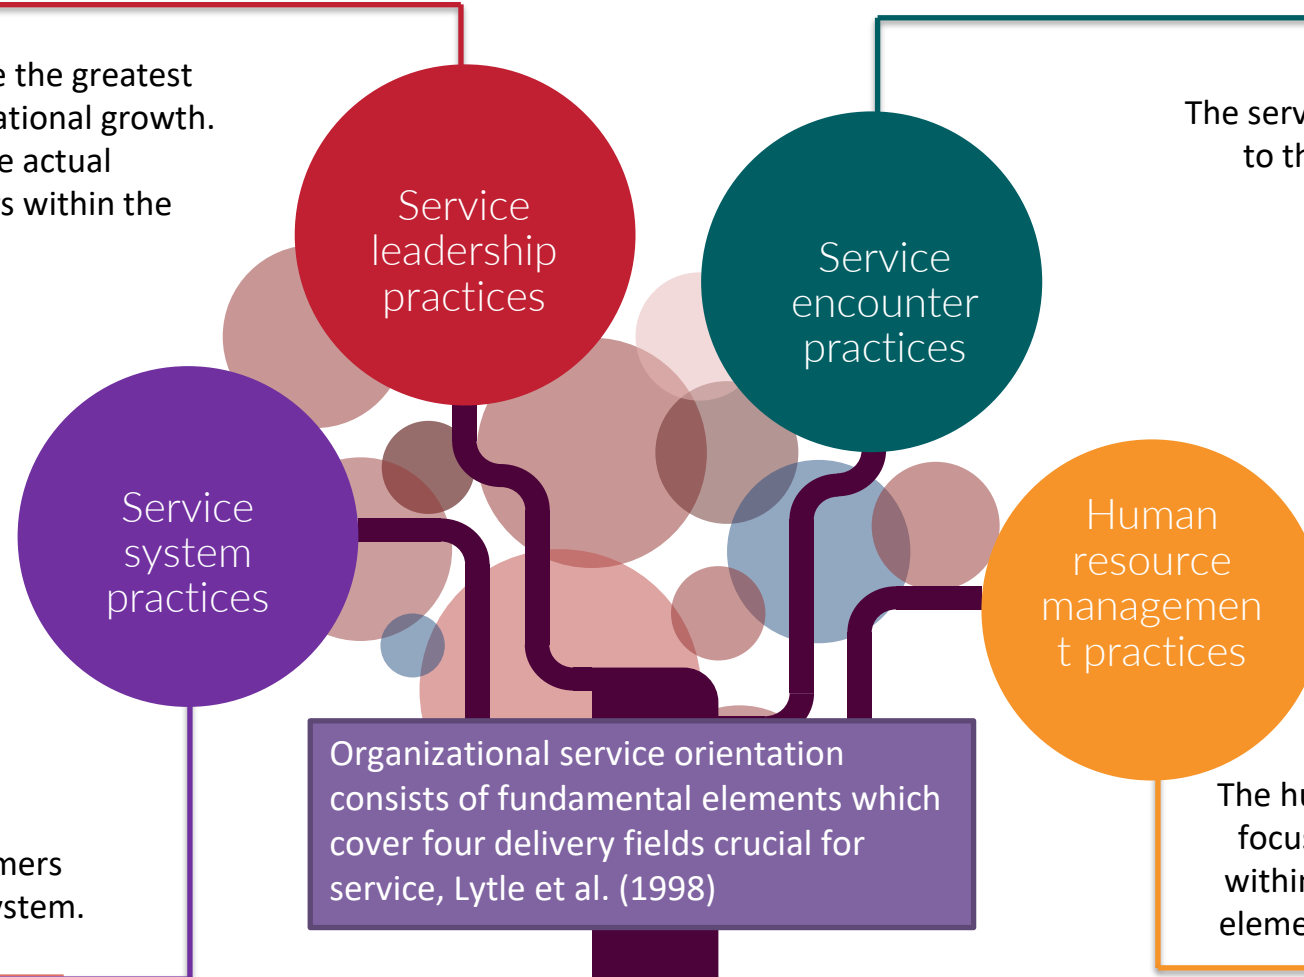 e the greatest
ational growth.
e actual
s within the
The serv
to th
Service
leadership
practices
Service
encounter
practices
Service
system
practices
Human
resource
managemen
t practices
Organizational service orientation
consists of fundamental elements which
cover four delivery fields crucial for
service, Lytle et al. (1998)
mers
ystem.
The hu
focus
within
eleme